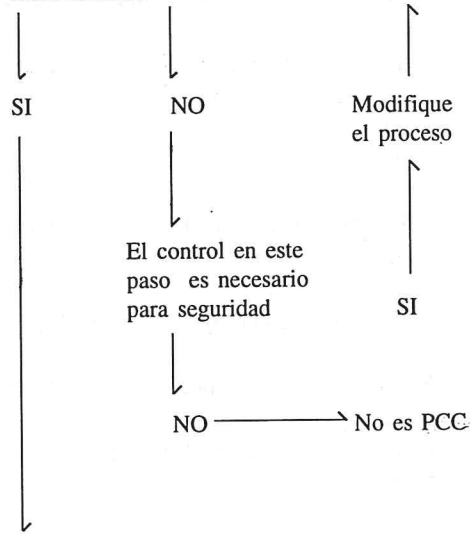 SI
NO
Modifique
el proceso
El control en este
paso es necesario
para seguridad
SI
NO
No es PCC